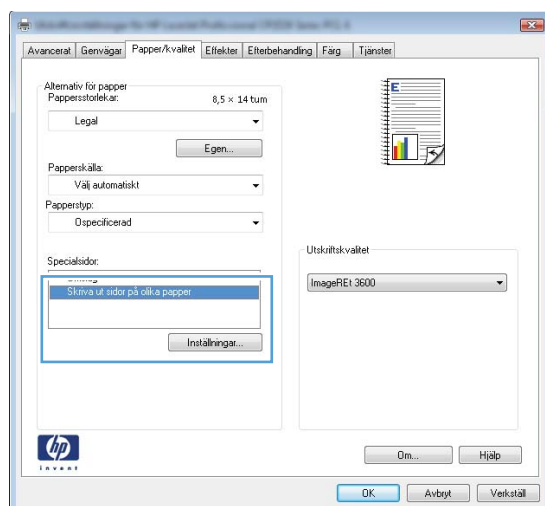 Avancerat Genvägar Papper/kvalitet Effekter Efterbehandling Färg Tjänster
Alternativ för papper
Pappersstorlekar: 8,5 × 14 tum
Legal
Egen...
Papperskälla:
Välj automatiskt
Papperstyp:
Ospecificerad
Specialsidor:
Skriva ut sidor på olika papper
Inställningar...
E
Utskriftskvalitet
ImageREt 3600
hp
invent
Om... Hjälp
OK Avbryt Verkställ